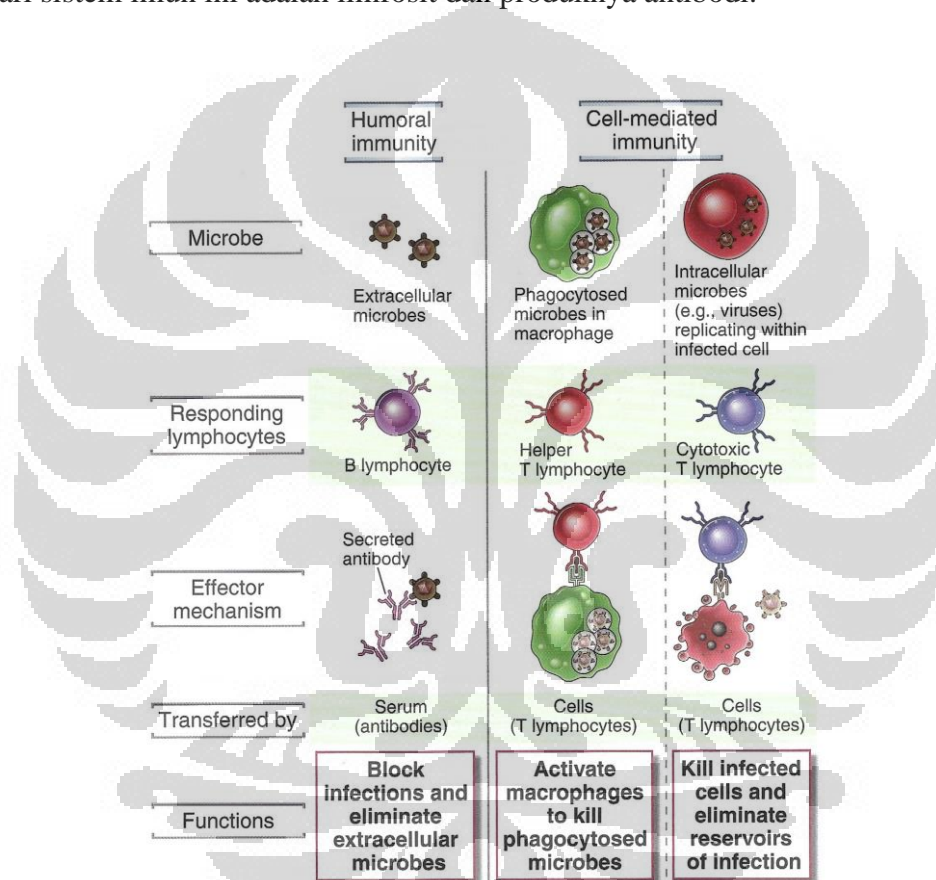 ari sistem imun ini adalah limfosit dan produknya antibodi.
Humoral
immunity
Cell-mediated
immunity
Microbe
Extracellular
microbes
Phagocytosed
microbes in
macrophage
Intracellular
microbes
(e.g., viruses)
replicating within
infected cell
Responding
lymphocytes
B lymphocyte
Helper
T lymphocyte
Cytotoxic
T lymphocyte
Effector
mechanism
Secreted
antibody
Transferred by
Serum
(antibodies)
Cells
(T lymphocytes)
Cells
(T lymphocytes)
Functions
Block
infections and
eliminate
extracellular
microbes
Activate
macrophages
to kill
phagocytosed
microbes
Kill infected
cells and
eliminate
reservoirs
of infection